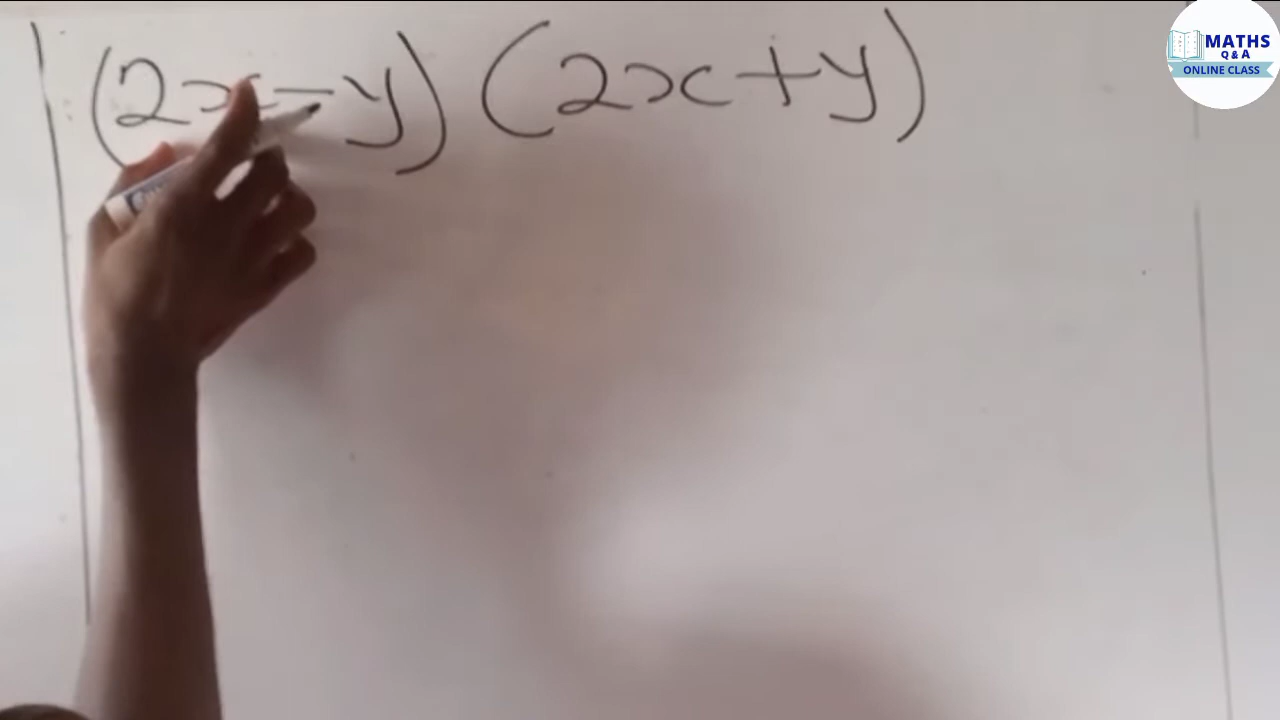 (2x-y) (2x+y)
MATHS
Q & A
ONLINE CLASS